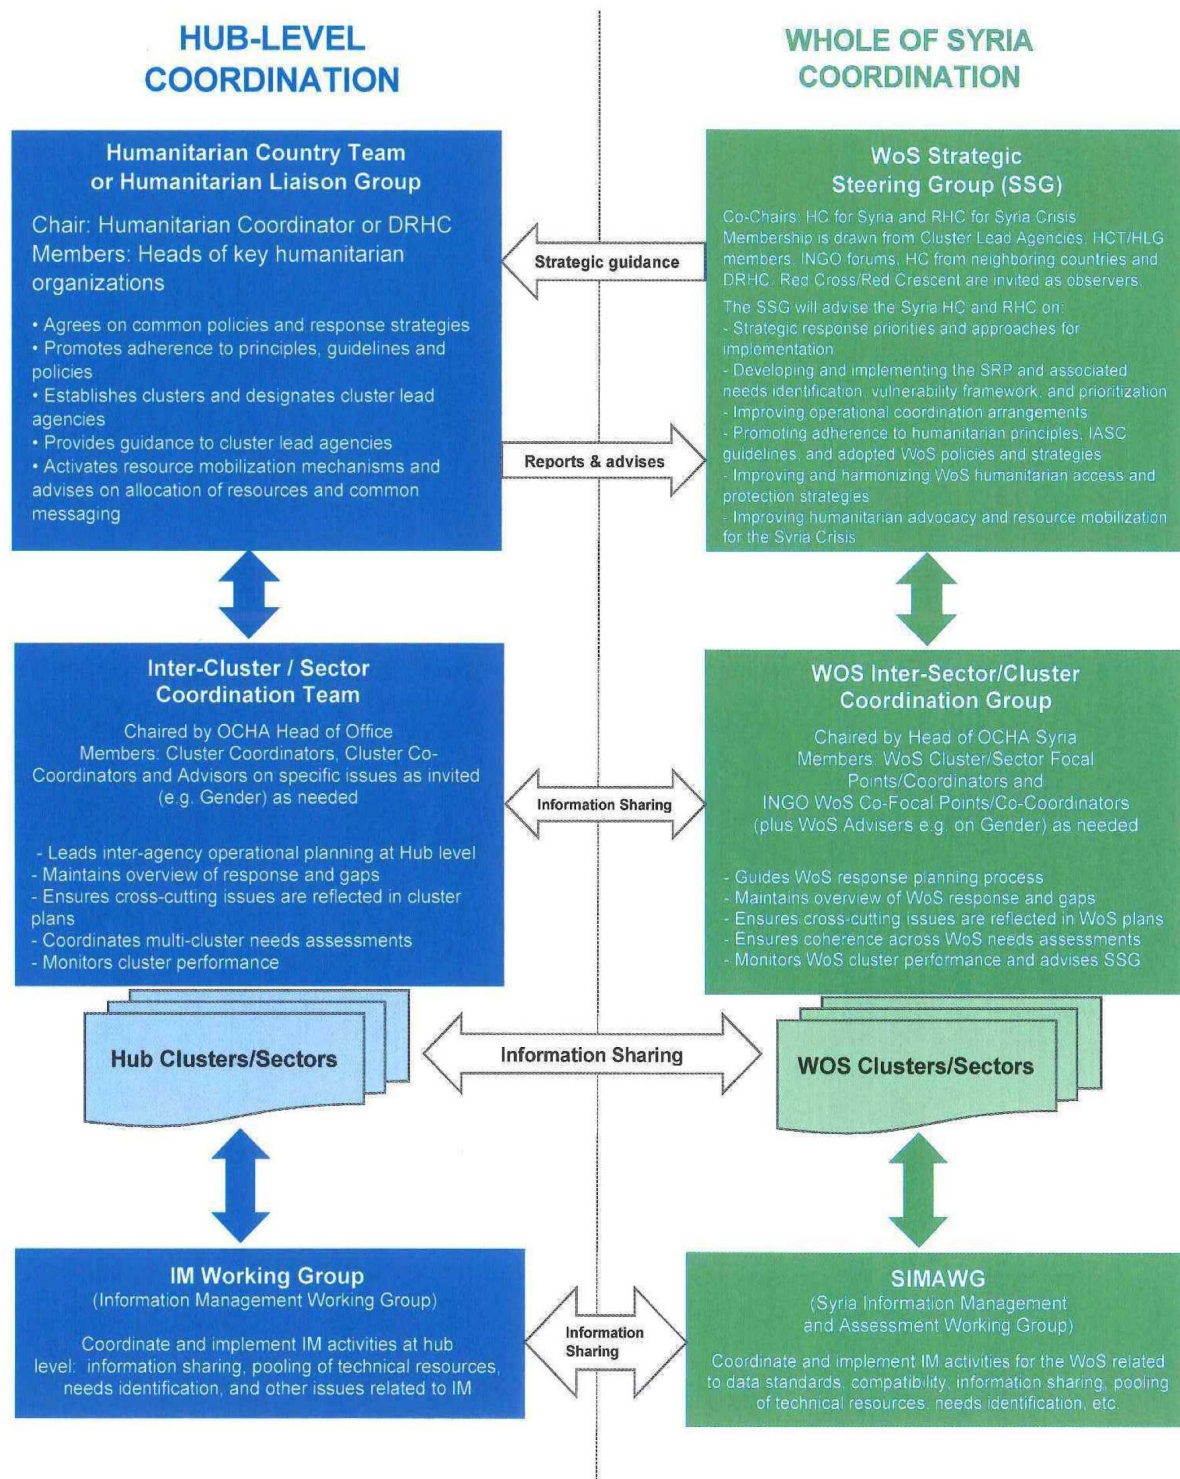 HUB-LEVEL
COORDINATION
WHOLE OF SYRIA
COORDINATION
Humanitarian Country Team
or Humanitarian Liaison Group
Chair: Humanitarian Coordinator or DRHC
Members: Heads of key humanitarian
organizations
• Agrees on common policies and response strategies
• Promotes adherence to principles, guidelines and
policies
• Establishes clusters and designates cluster lead
agencies
• Provides guidance to cluster lead agencies
• Activates resource mobilization mechanisms and
advises on allocation of resources and common
messaging
Strategic guidance
Reports & advises
WoS Strategic
Steering Group (SSG)
Co-Chairs: HC for Syria and RHC for Syria Crisis
Membership is drawn from Cluster Lead Agencies, HCT/HLG
members, INGO forums, HC from neighboring countries and
DRHC. Red Cross/Red Crescent are invited as observers.
The SSG will advise the Syria HC and RHC on:
- Strategic response priorities and approaches for
implementation
- Developing and implementing the SRP and associated
needs identification, vulnerability framework, and prioritization
- Improving operational coordination arrangements
- Promoting adherence to humanitarian principles, IASC
guidelines, and adopted WoS policies and strategies
- Improving and harmonizing WoS humanitarian access and
protection strategies
- Improving humanitarian advocacy and resource mobilization
for the Syria Crisis
Inter-Cluster / Sector
Coordination Team
Chaired by OCHA Head of Office
Members: Cluster Coordinators, Cluster Co-
Coordinators and Advisors on specific issues as invited
(e.g. Gender) as needed
- Leads inter-agency operational planning at Hub level
- Maintains overview of response and gaps
- Ensures cross-cutting issues are reflected in cluster
plans
- Coordinates multi-cluster needs assessments
- Monitors cluster performance
Information Sharing
WOS Inter-Sector/Cluster
Coordination Group
Chaired by Head of OCHA Syria
Members: WoS Cluster/Sector Focal
Points/Coordinators and
INGO WoS Co-Focal Points/Co-Coordinators
(plus WoS Advisers e.g. on Gender) as needed
- Guides WoS response planning process
- Maintains overview of WoS response and gaps
- Ensures cross-cutting issues are reflected in WoS plans
- Ensures coherence across WoS needs assessments
- Monitors WoS cluster performance and advises SSG
Hub Clusters/Sectors
Information Sharing
WOS Clusters/Sectors
IM Working Group
(Information Management Working Group)
Coordinate and implement IM activities at hub
level: information sharing, pooling of technical resources,
needs identification, and other issues related to IM
Information
Sharing
SIMAWG
(Syria Information Management
and Assessment Working Group)
Coordinate and implement IM activities for the WoS related
to data standards, compatibility, information sharing, pooling
of technical resources, needs identification, etc.